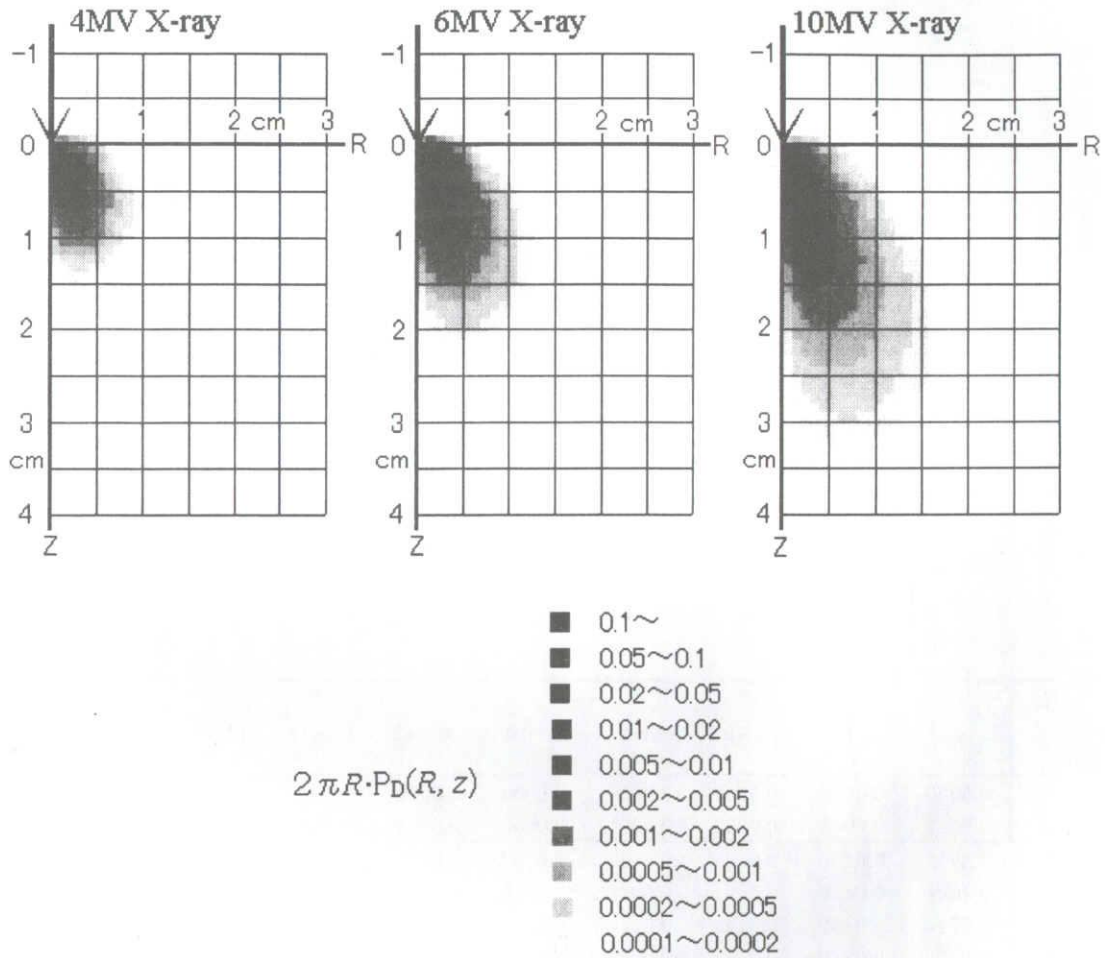 4MV X-ray
-1
1 2 cm 3
0 R
1
2
3
cm
4
Z
6MV X-ray
-1
1 2 cm 3
0 R
1
2
3
cm
4
Z
10MV X-ray
-1
1 2 cm 3
0 R
1
2
3
cm
4
Z
0.1～
0.05～0.1
0.02～0.05
0.01～0.02
0.005～0.01
2πR·P_D(R, z)
0.002～0.005
0.001～0.002
0.0005～0.001
0.0002～0.0005
0.0001～0.0002